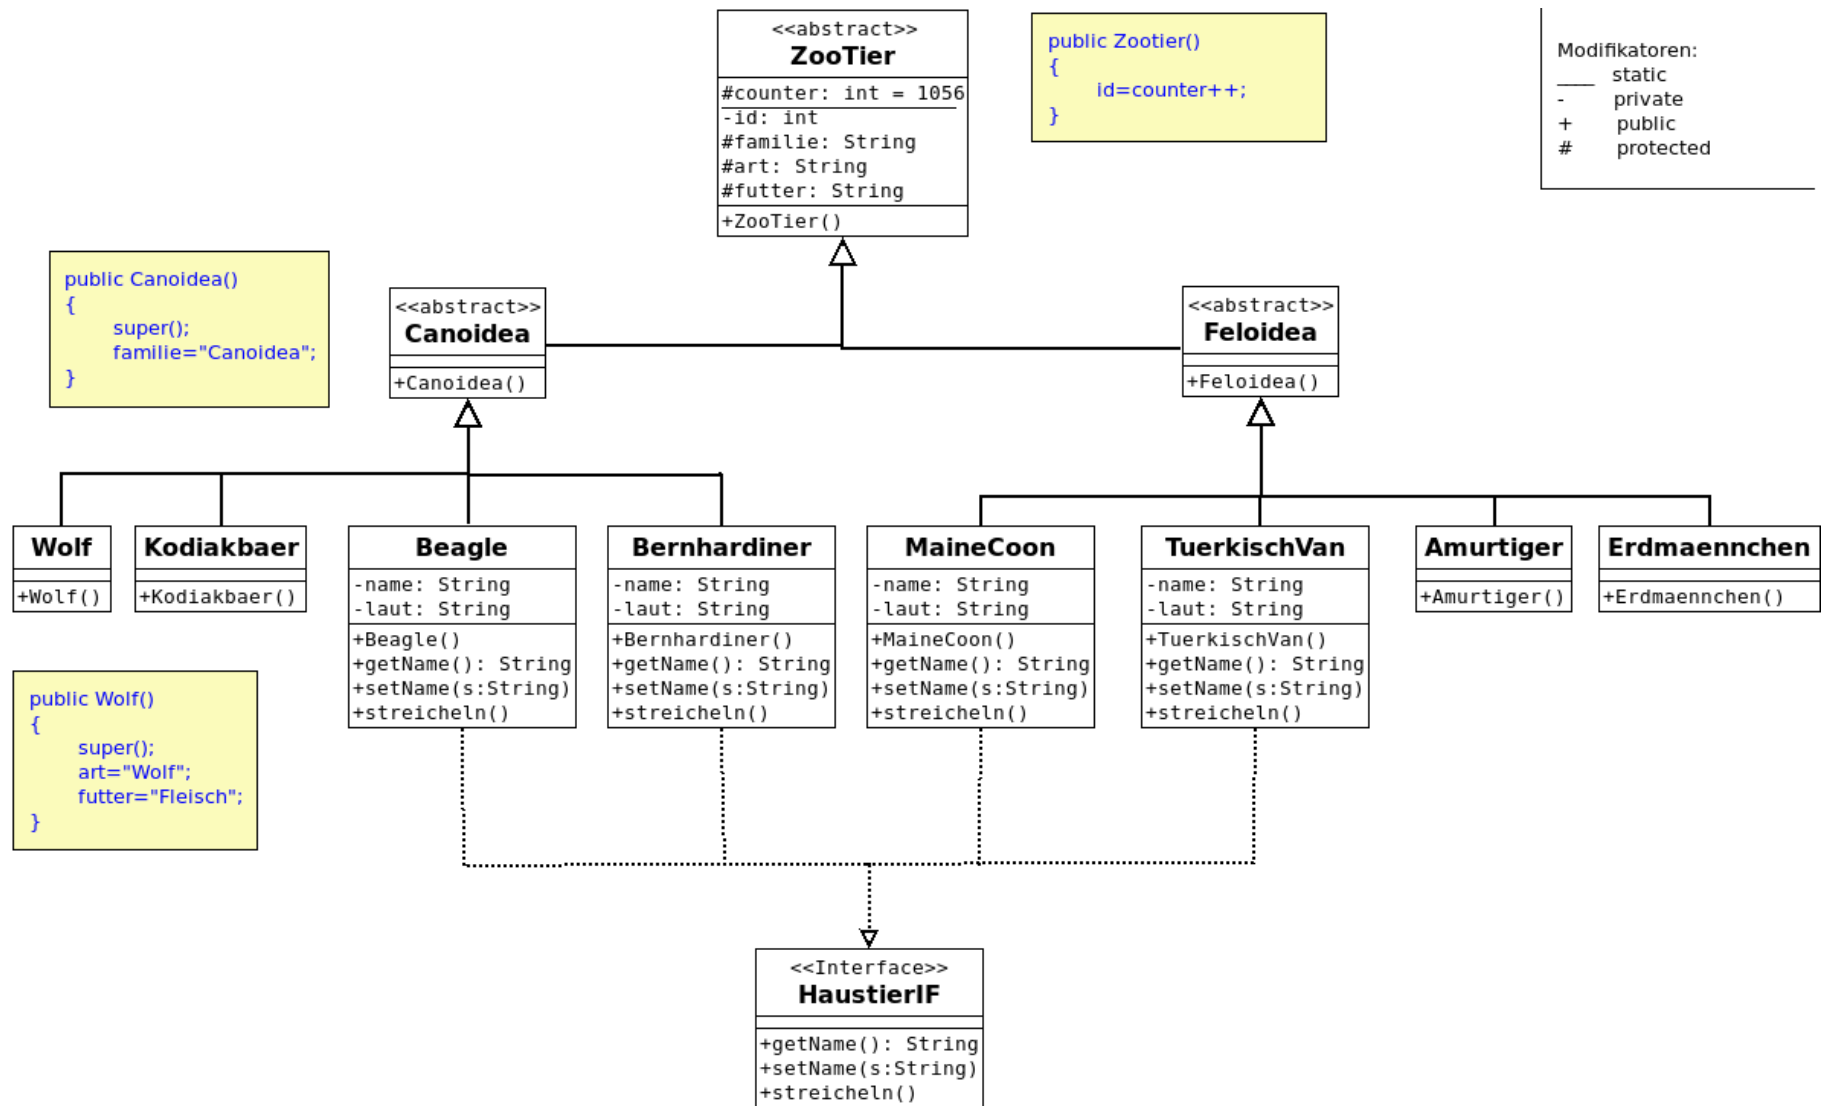 <<abstract>>
ZooTier
#counter: int = 1056
-id: int
#familie: String
#art: String
#futter: String
+ZooTier()
public Zootier()
{
id=counter++;
}
Modifikatoren:
___ static
- private
+ public
# protected
public Canoidea()
{
super();
familie="Canoidea";
}
<<abstract>>
Canoidea
+Canoidea()
<<abstract>>
Feloidea
+Feloidea()
Wolf
+Wolf()
Kodiakbaer
+Kodiakbaer()
Beagle
-name: String
-laut: String
+Beagle()
+getName(): String
+setName(s:String)
+streicheln()
Bernhardiner
-name: String
-laut: String
+Bernhardiner()
+getName(): String
+setName(s:String)
+streicheln()
MaineCoon
-name: String
-laut: String
+MaineCoon()
+getName(): String
+setName(s:String)
+streicheln()
TuerkischVan
-name: String
-laut: String
+TuerkischVan()
+getName(): String
+setName(s:String)
+streicheln()
Amurtiger
+Amurtiger()
Erdmaennchen
+Erdmaennchen()
public Wolf()
{
super();
art="Wolf";
futter="Fleisch";
}
<<Interface>>
HaustierIF
+getName(): String
+setName(s:String)
+streicheln()